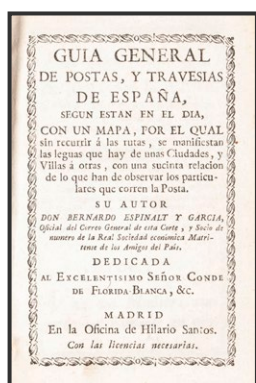 GUIA GENERAL
DE POSTAS, Y TRAVESIAS
DE ESPAÑA,
SEGUN ESTAN EN EL DIA,
CON UN MAPA, POR EL QUAL
sin recurrir á las rutas, se manifiestan
las leguas que hay de unas Ciudades, y
Villas á otras, con una sucinta relacion
de lo que han de observar los particu-
lares que corren la Posta.
SU AUTOR
DON BERNARDO ESPINALT Y GARCIA,
Oficial del Correo General de esta Corte, y Socio de
numero de la Real Sociedad económica Matri-
tense de los Amigos del País.
DEDICADA
AL EXCELENTISIMO SEÑOR CONDE
DE FLORIDA-BLANCA, &C.
MADRID
En la Oficina de Hilario Santos.
Con las licencias necesarias.